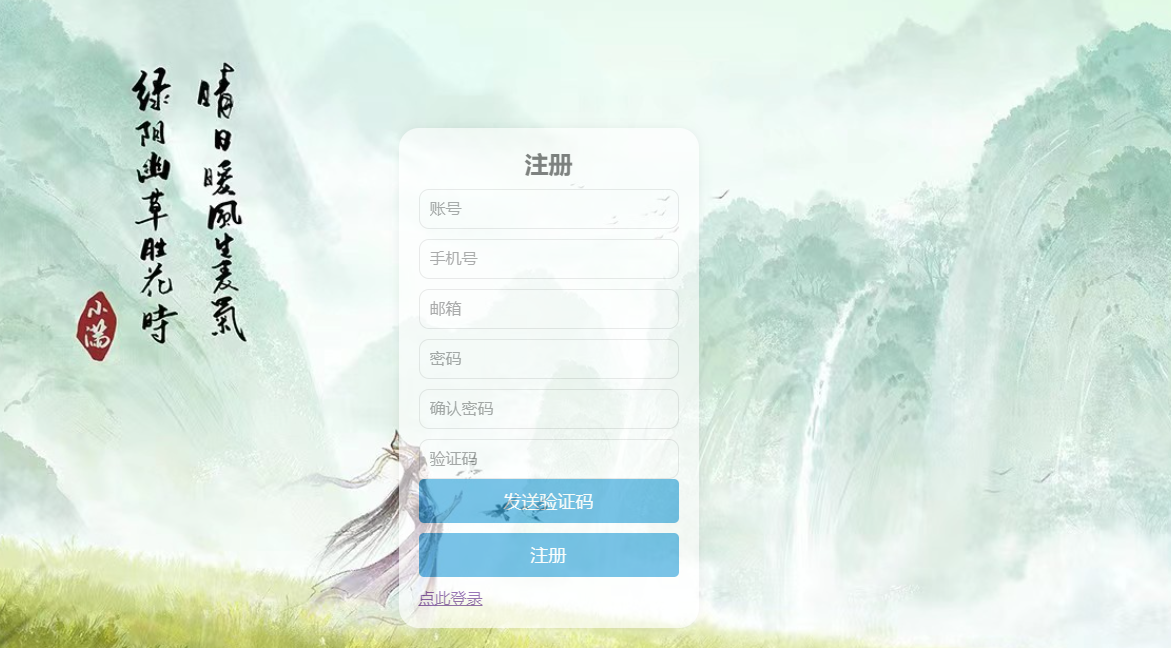 晴日暖風生麦氣
绿阴幽草胜花時
小满
注册
账号
手机号
邮箱
密码
确认密码
验证码
发送验证码
注册
点此登录